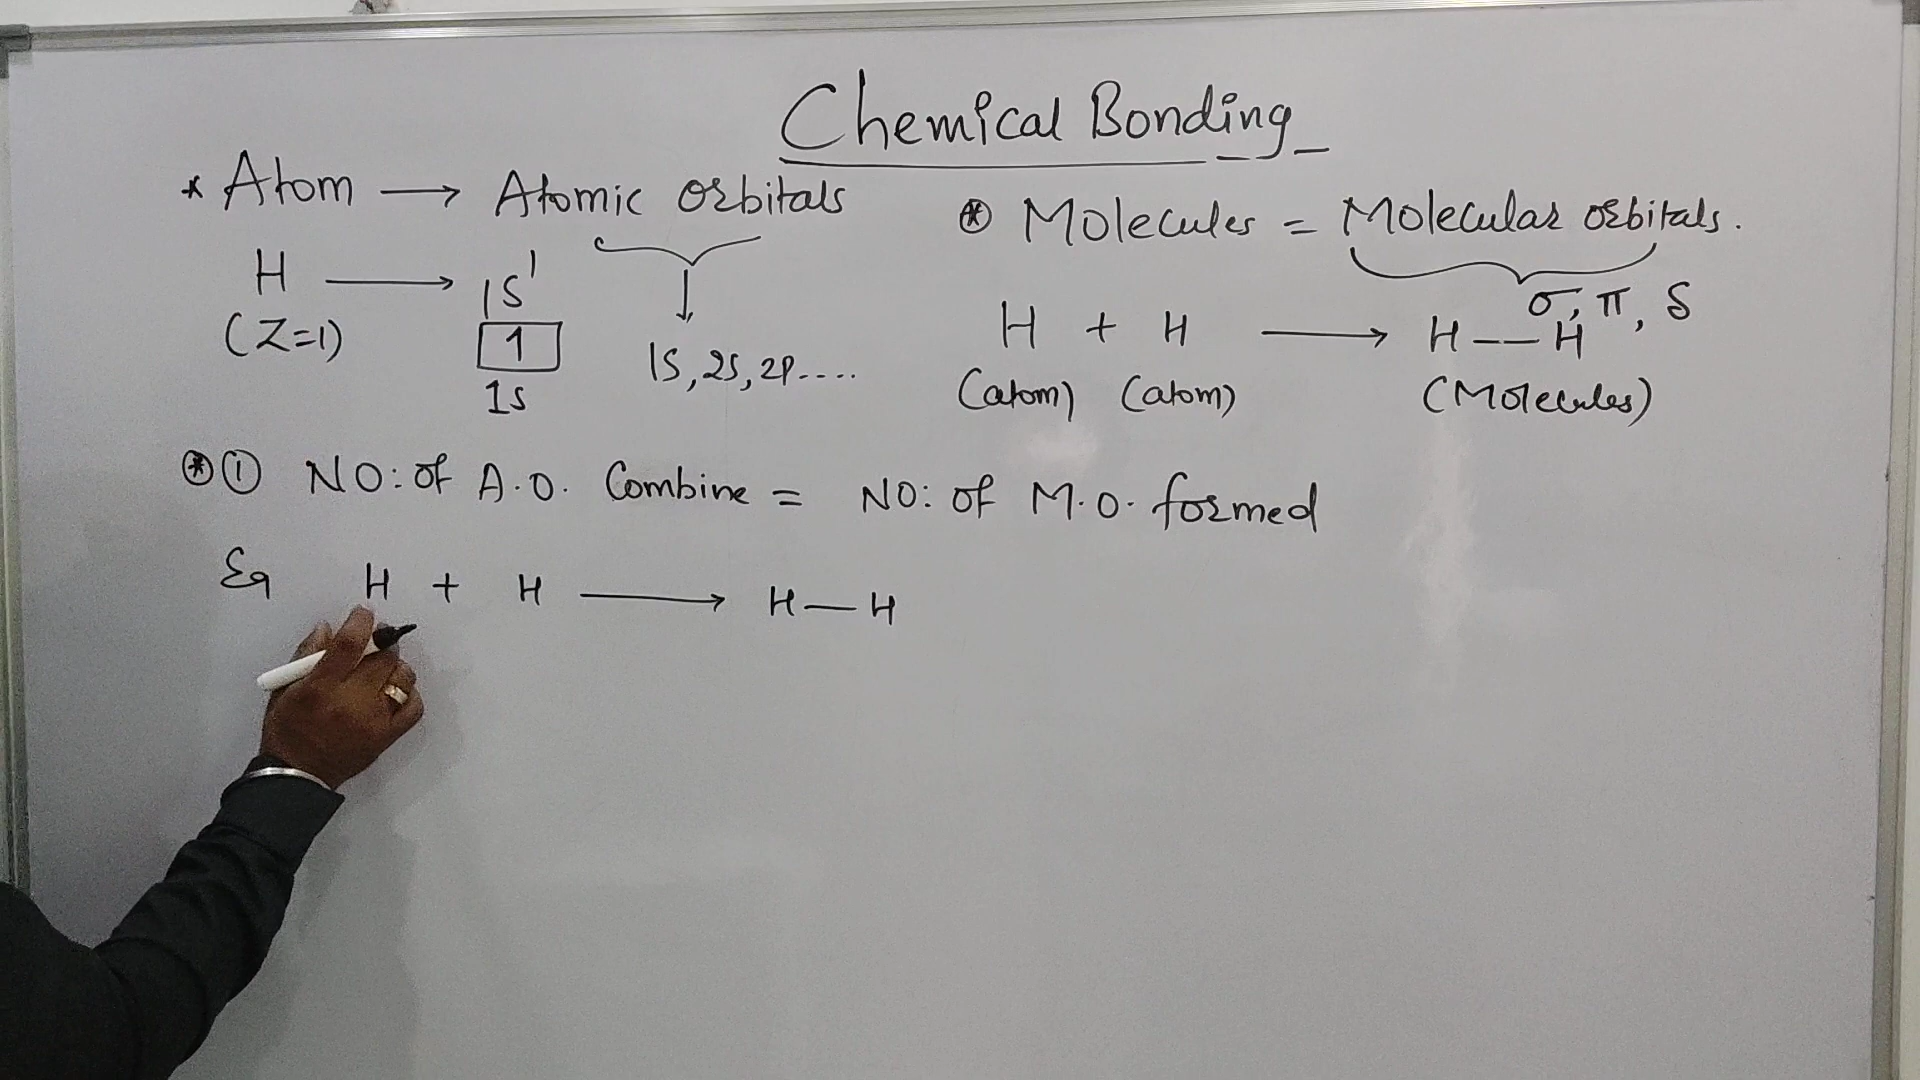 Chemical Bonding
* Atom → Atomic orbitals
H → 1S¹
(Z=1)
1
1s
1S, 2S, 2P....
* Molecules = Molecular orbitals.
σ, π, δ
H + H → H——H
(atom) (atom) (Molecules)
* ① NO: of A.O. Combine = NO: of M.O. formed
Eg H + H → H—H